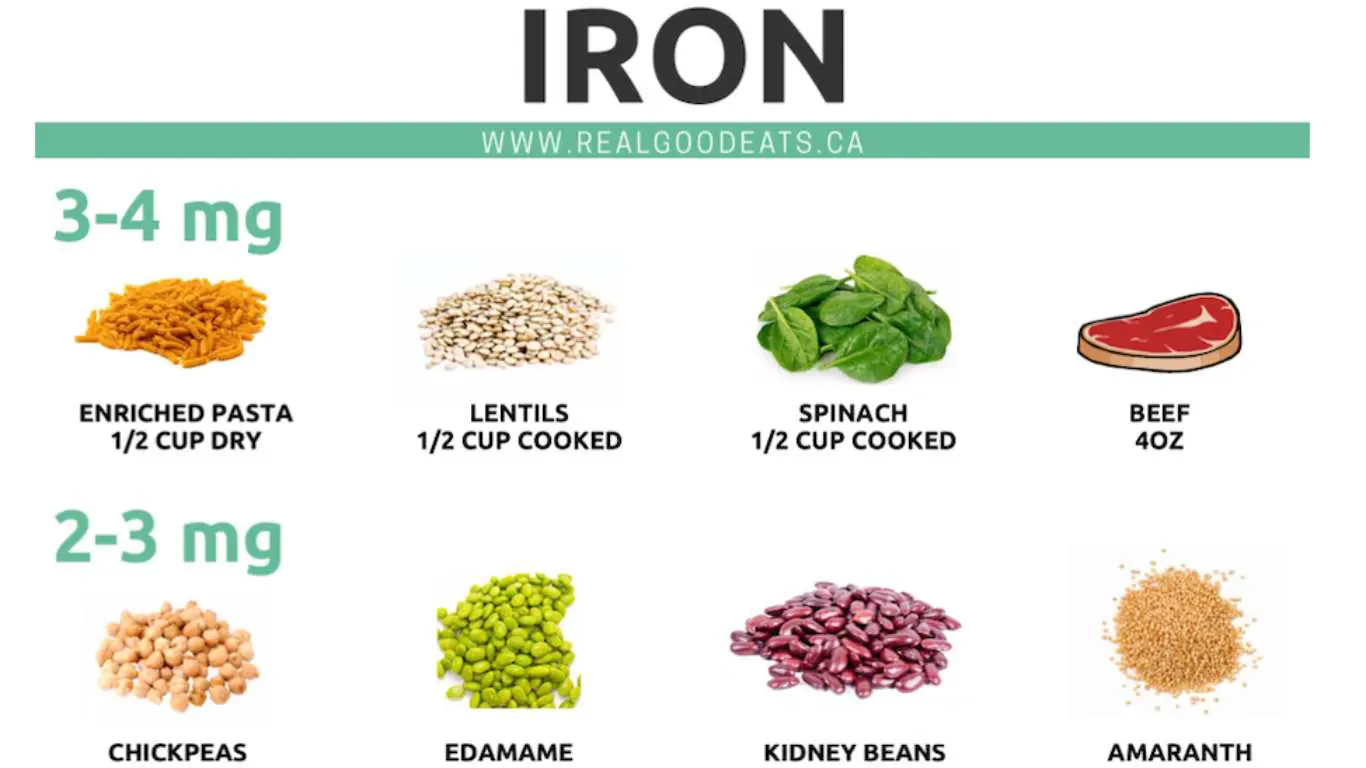 IRON
WWW.REALGOODEATS.CA
3-4 mg
ENRICHED PASTA
1/2 CUP DRY
LENTILS
1/2 CUP COOKED
SPINACH
1/2 CUP COOKED
BEEF
4OZ
2-3 mg
CHICKPEAS
EDAMAME
KIDNEY BEANS
AMARANTH